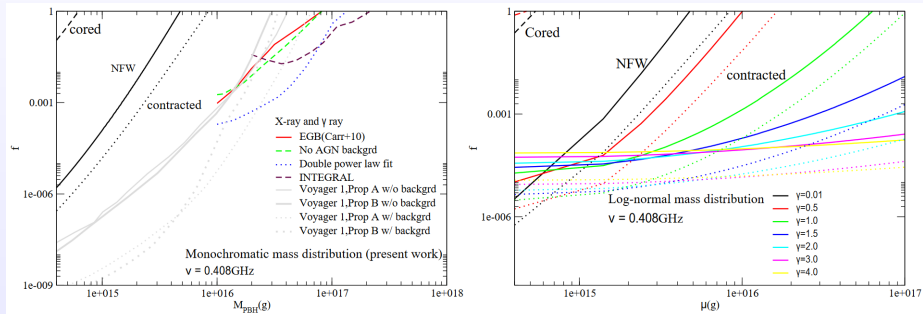 cored
NFW
contracted
0.001
f
1e-006
1e-009
X-ray and γ ray
EGB(Carr+10)
No AGN backgrd
Double power law fit
INTEGRAL
Voyager 1,Prop A w/o backgrd
Voyager 1,Prop B w/o backgrd
Voyager 1,Prop A w/ backgrd
Voyager 1,Prop B w/ backgrd
Monochromatic mass distribution (present work)
ν = 0.408GHz
1e+015
1e+016
1e+017
1e+018
M_PBH(g)
Cored
NFW
contracted
0.001
f
1e-006
Log-normal mass distribution
ν = 0.408GHz
γ=0.01
γ=0.5
γ=1.0
γ=1.5
γ=2.0
γ=3.0
γ=4.0
1e+015
1e+016
1e+017
μ(g)